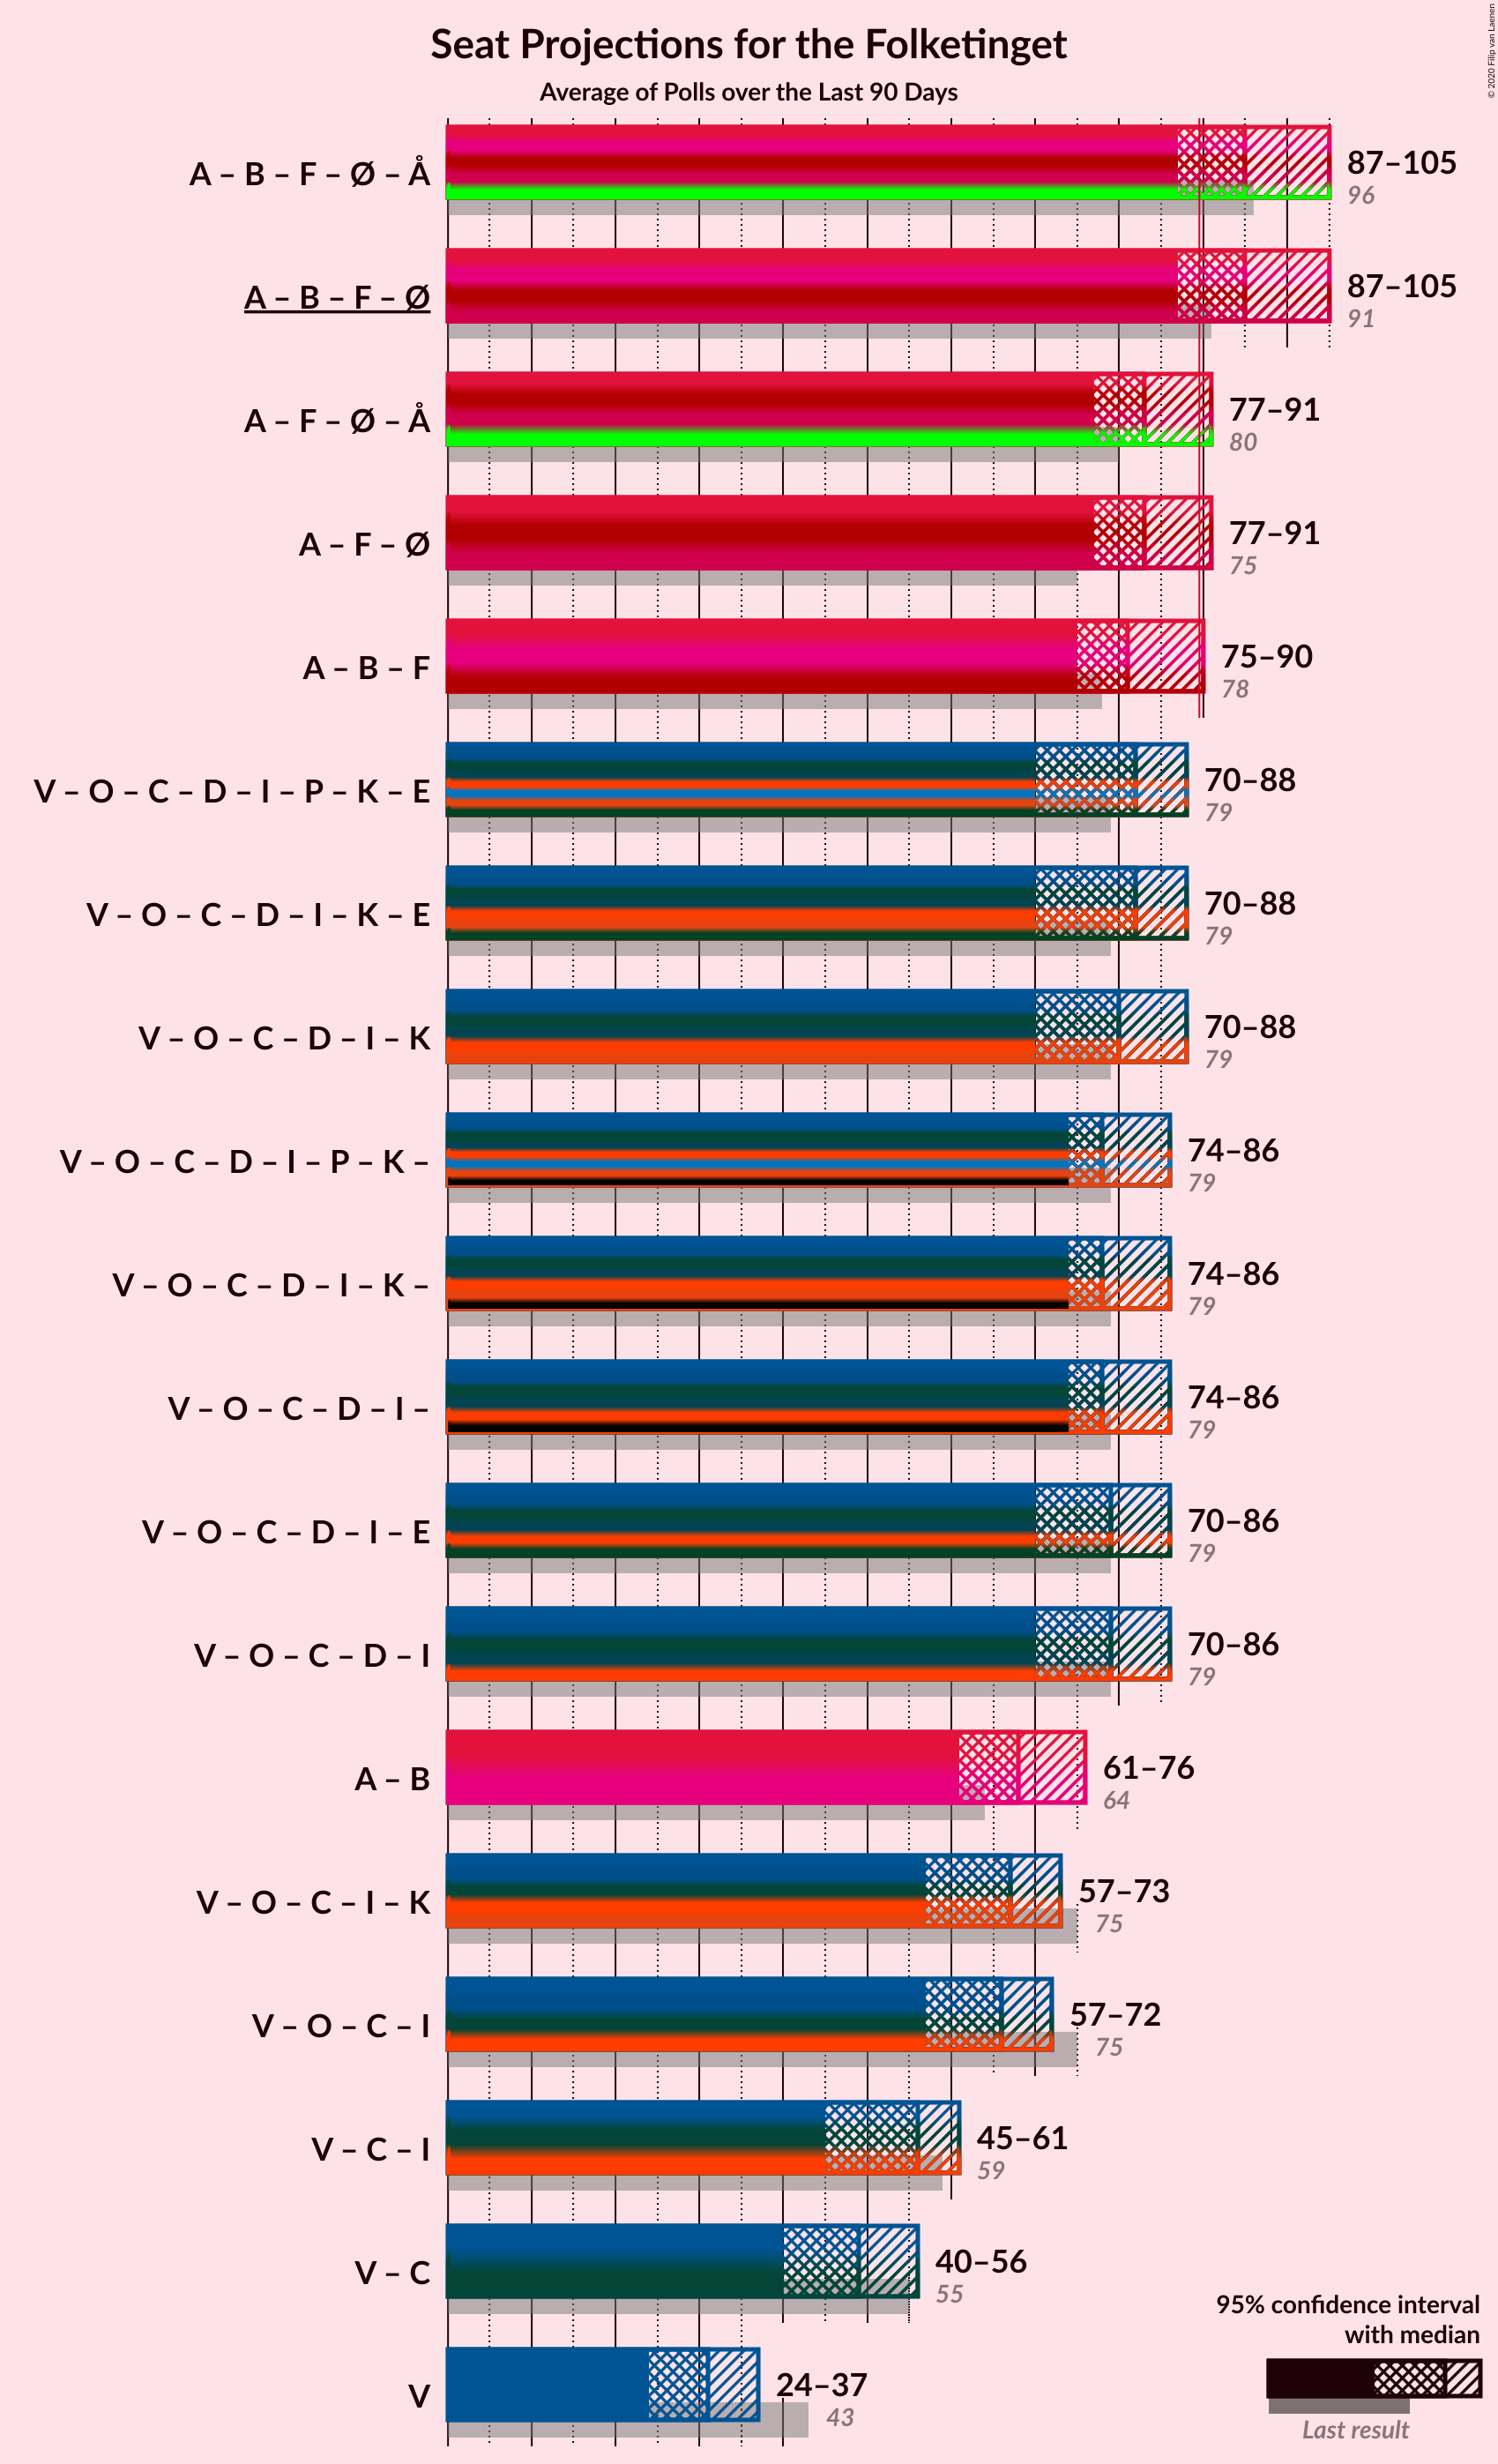 Seat Projections for the Folketinget
Average of Polls over the Last 90 Days
© 2020 Filip van Laenen
A – B – F – Ø – Å
87–105
96
A – B – F – Ø
87–105
91
A – F – Ø – Å
77–91
80
A – F – Ø
77–91
75
A – B – F
75–90
78
V – O – C – D – I – P – K – E
70–88
79
V – O – C – D – I – K – E
70–88
79
V – O – C – D – I – K
70–88
79
V – O – C – D – I – P – K –
74–86
79
V – O – C – D – I – K –
74–86
79
V – O – C – D – I –
74–86
79
V – O – C – D – I – E
70–86
79
V – O – C – D – I
70–86
79
A – B
61–76
64
V – O – C – I – K
57–73
75
V – O – C – I
57–72
75
V – C – I
45–61
59
V – C
40–56
55
V
24–37
43
95% confidence interval
with median
Last result